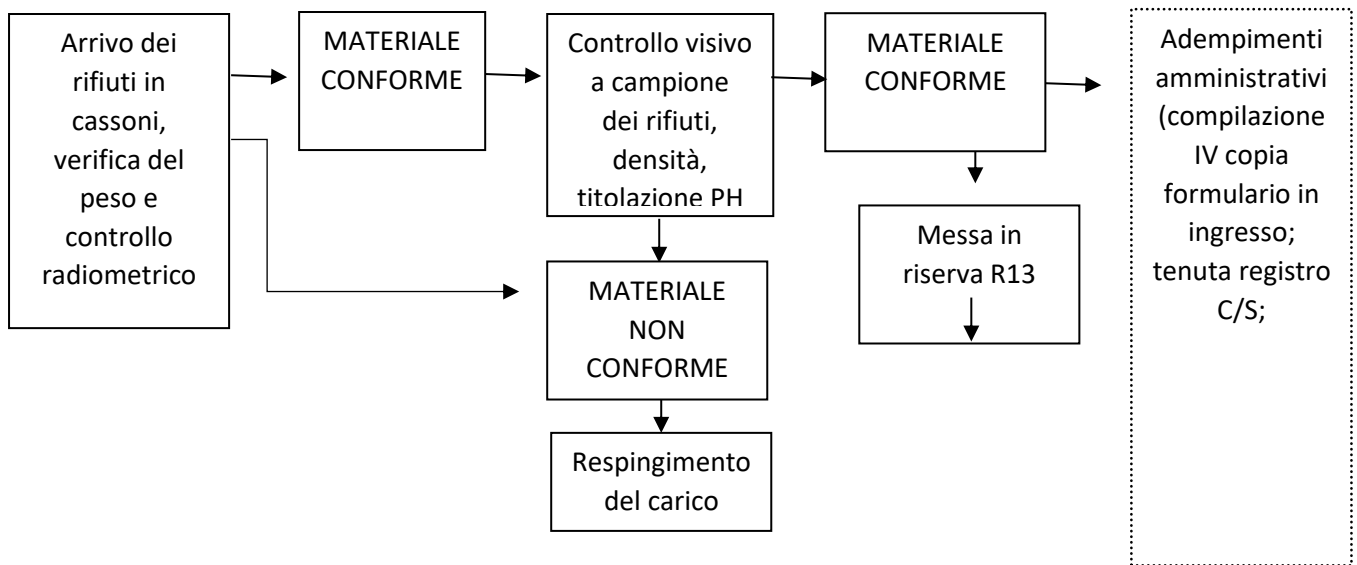 Arrivo dei
rifiuti in
cassoni,
verifica del
peso e
controllo
radiometrico
MATERIALE
CONFORME
Controllo visivo
a campione
dei rifiuti,
densità,
titolazione PH
MATERIALE
CONFORME
Adempimenti
amministrativi
(compilazione
IV copia
formulario in
ingresso;
tenuta registro
C/S;
Messa in
riserva R13
MATERIALE
NON
CONFORME
Respingimento
del carico